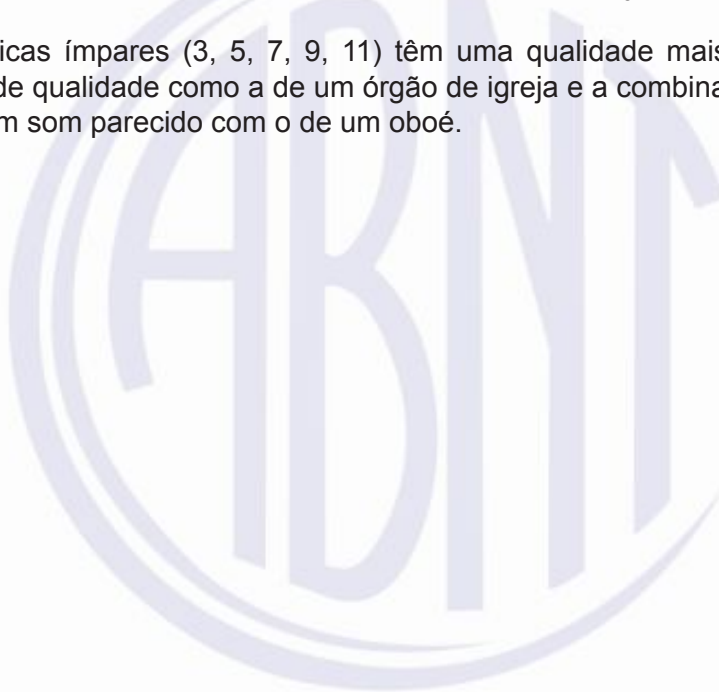 icas ímpares (3, 5, 7, 9, 11) têm uma qualidade mais
de qualidade como a de um órgão de igreja e a combina
m som parecido com o de um oboé.
ABNT